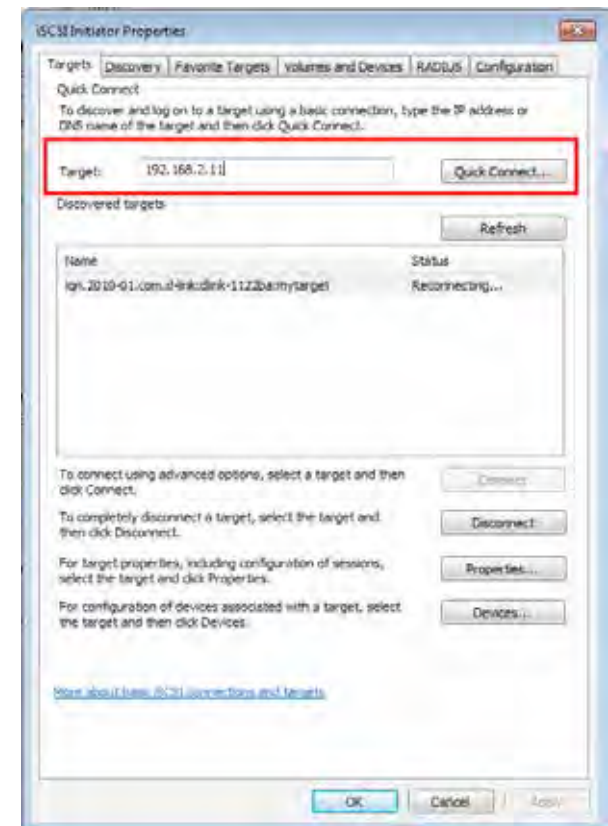 iSCSI Initiator Properties
Targets Discovery Favorite Targets Volumes and Devices RADIUS Configuration
Quick Connect
To discover and log on to a target using a basic connection, type the IP address or
DNS name of the target and then click Quick Connect.
Target: 192.168.2.11 Quick Connect...
Discovered targets
Refresh
Name Status
iqn.2010-01.com.d-link:dlink-1122ba:mytarget Reconnecting...
To connect using advanced options, select a target and then
click Connect.
Connect
To completely disconnect a target, select the target and
then click Disconnect.
Disconnect
For target properties, including configuration of sessions,
select the target and click Properties.
Properties...
For configuration of devices associated with a target, select
the target and then click Devices.
Devices...
More about basic iSCSI connections and targets
OK Cancel Apply